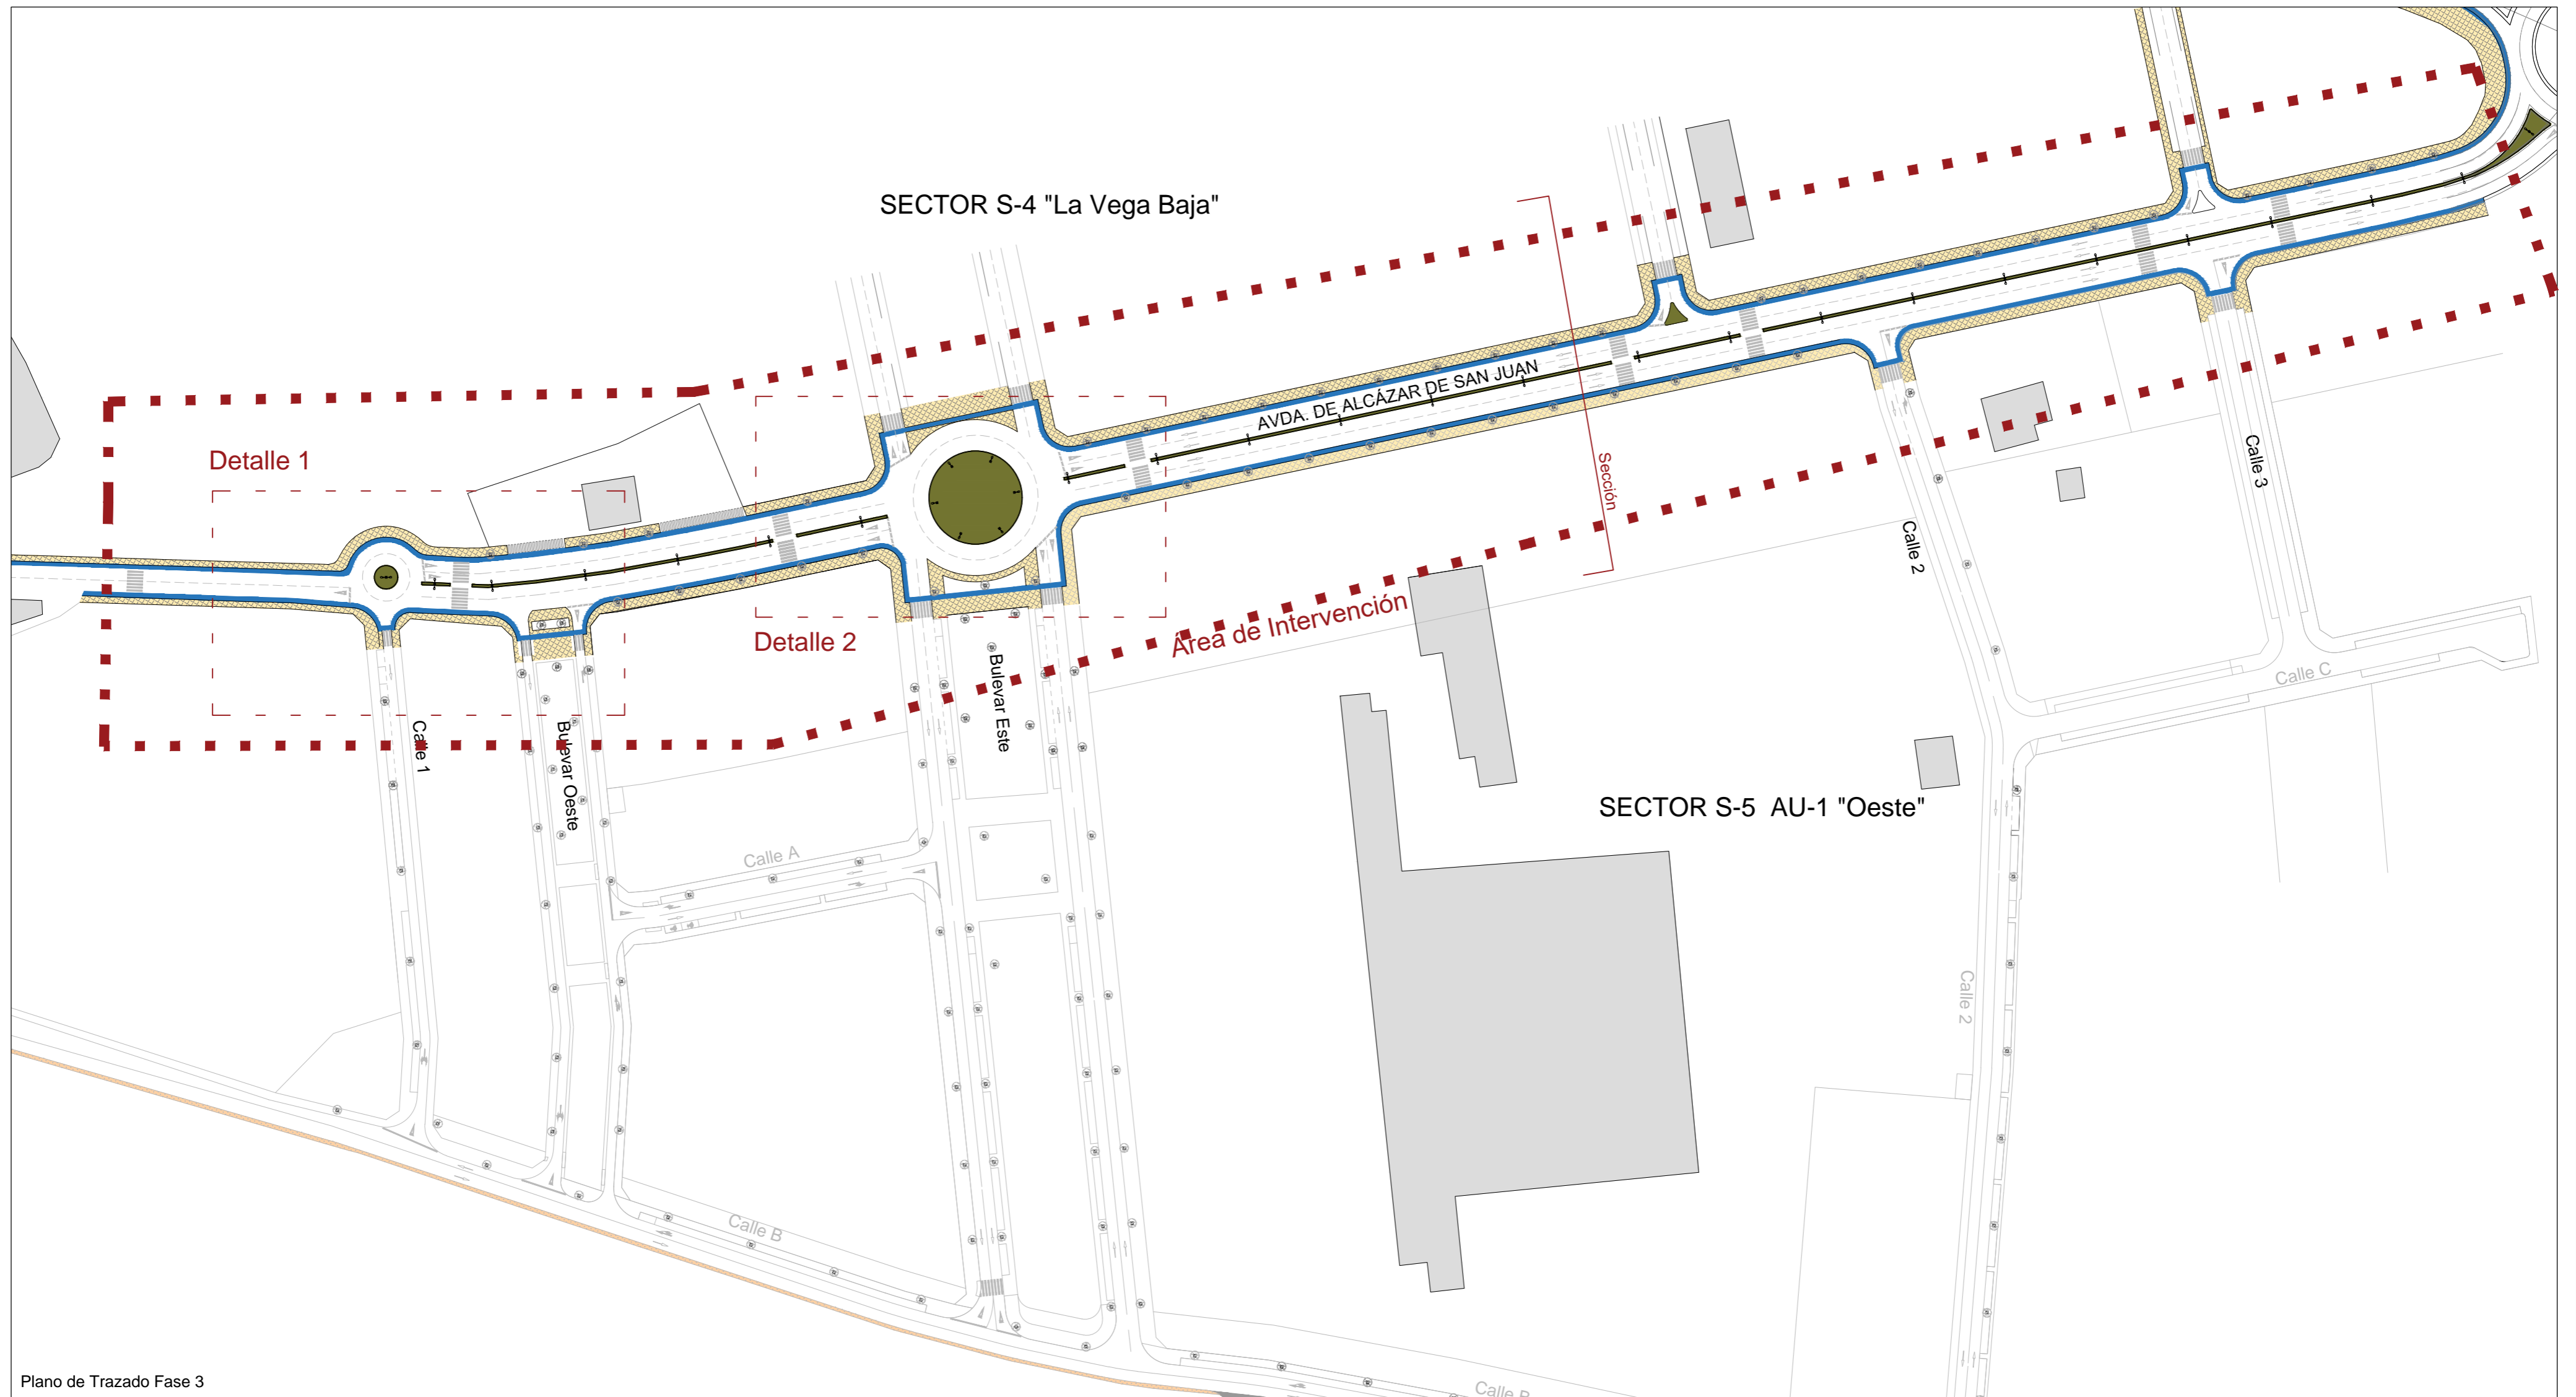 SECTOR S-4 "La Vega Baja"
AVDA. DE ALCÁZAR DE SAN JUAN
Detalle 1
Sección
Calle 3
Calle 2
Detalle 2
Área de Intervención
Bulevar Este
Calle C
Calle 1
Bulevar Oeste
SECTOR S-5 AU-1 "Oeste"
Calle A
Calle 2
Calle B
Plano de Trazado Fase 3